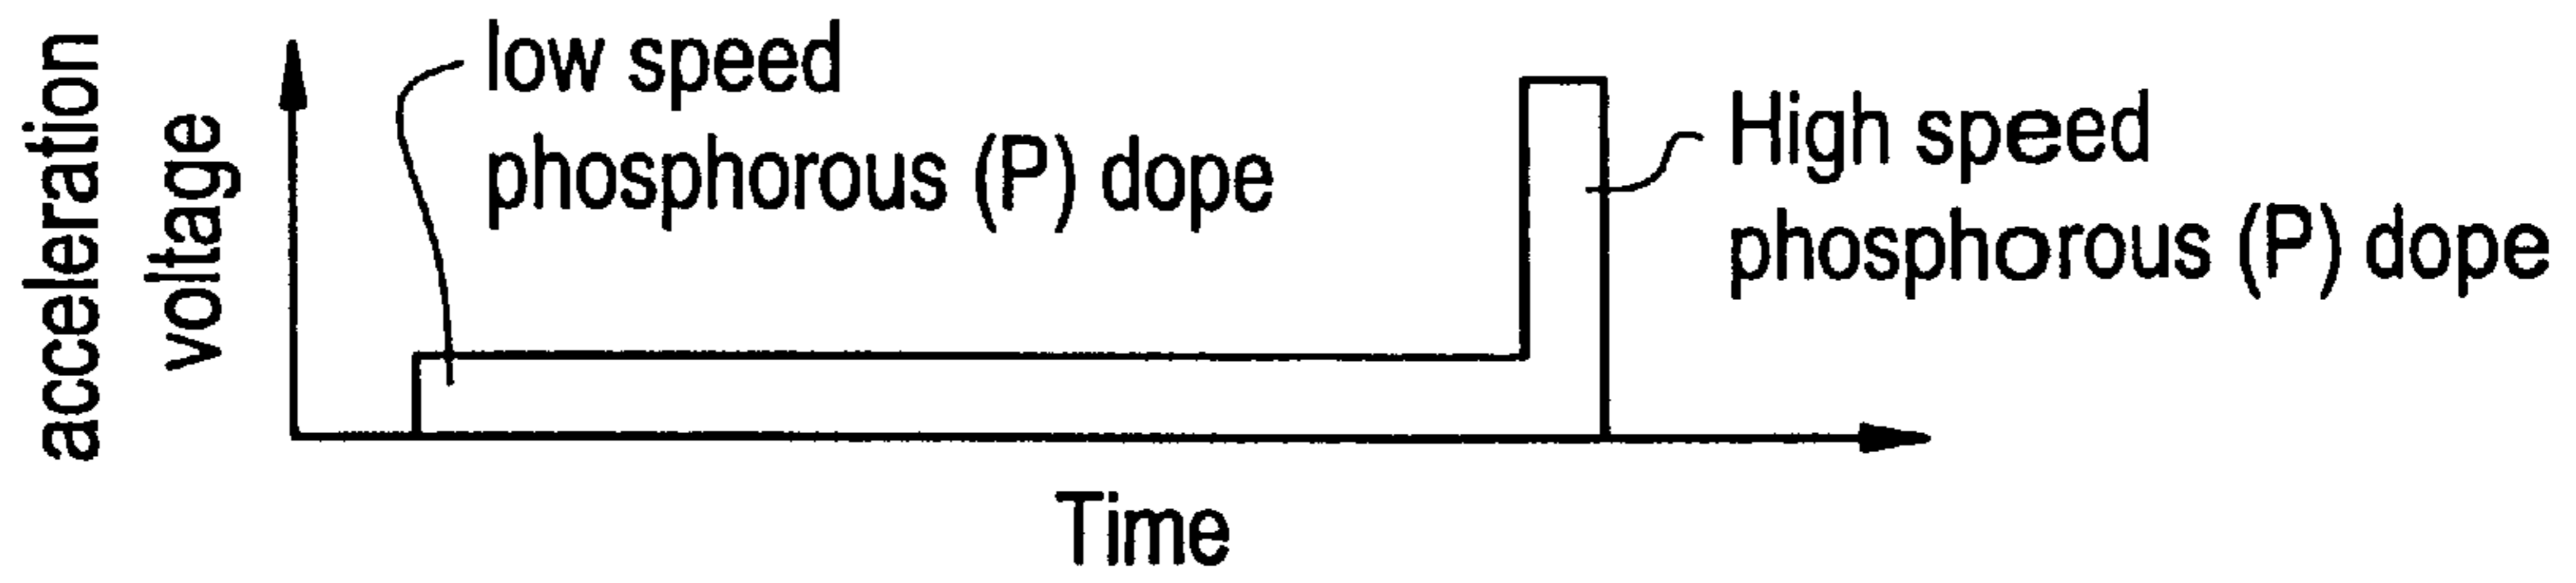 acceleration
voltage
low speed
phosphorous (P) dope
High speed
phosphorous (P) dope
Time